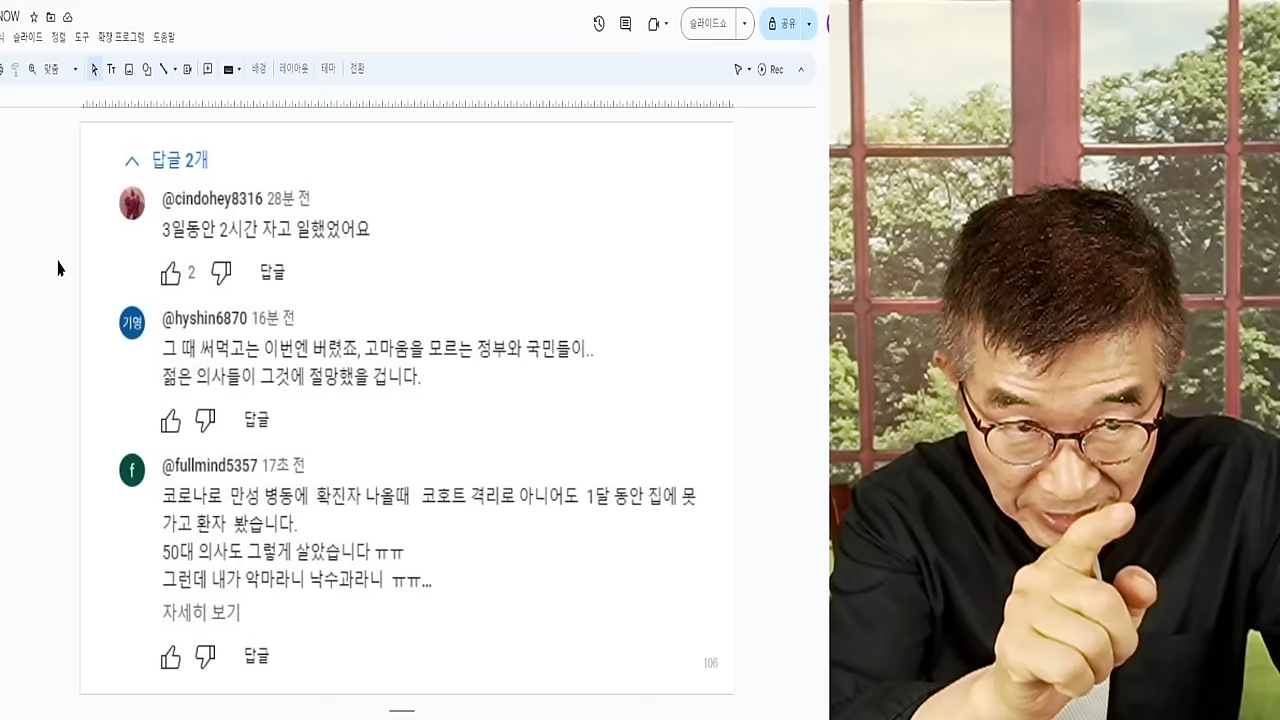 NOW
슬라이드 정렬 도구 확장 프로그램 도움말
슬라이드쇼
공유
맞춤
Tr
배경
레이아웃
테마
전환
Rec
답글 2개
@cindohey8316 28분 전
3일동안 2시간 자고 일했었어요
2
답글
기영
@hyshin6870 16분 전
그 때 써먹고는 이번엔 버렸죠, 고마움을 모르는 정부와 국민들이..
젊은 의사들이 그것에 절망했을 겁니다.
답글
f
@fullmind5357 17초 전
코로나로 만성 병동에 확진자 나올때 코호트 격리로 아니어도 1달 동안 집에 못
가고 환자 봤습니다.
50대 의사도 그렇게 살았습니다 ㅠㅠ
그런데 내가 악마라니 낙수과라니 ㅠㅠ...
자세히 보기
답글
106